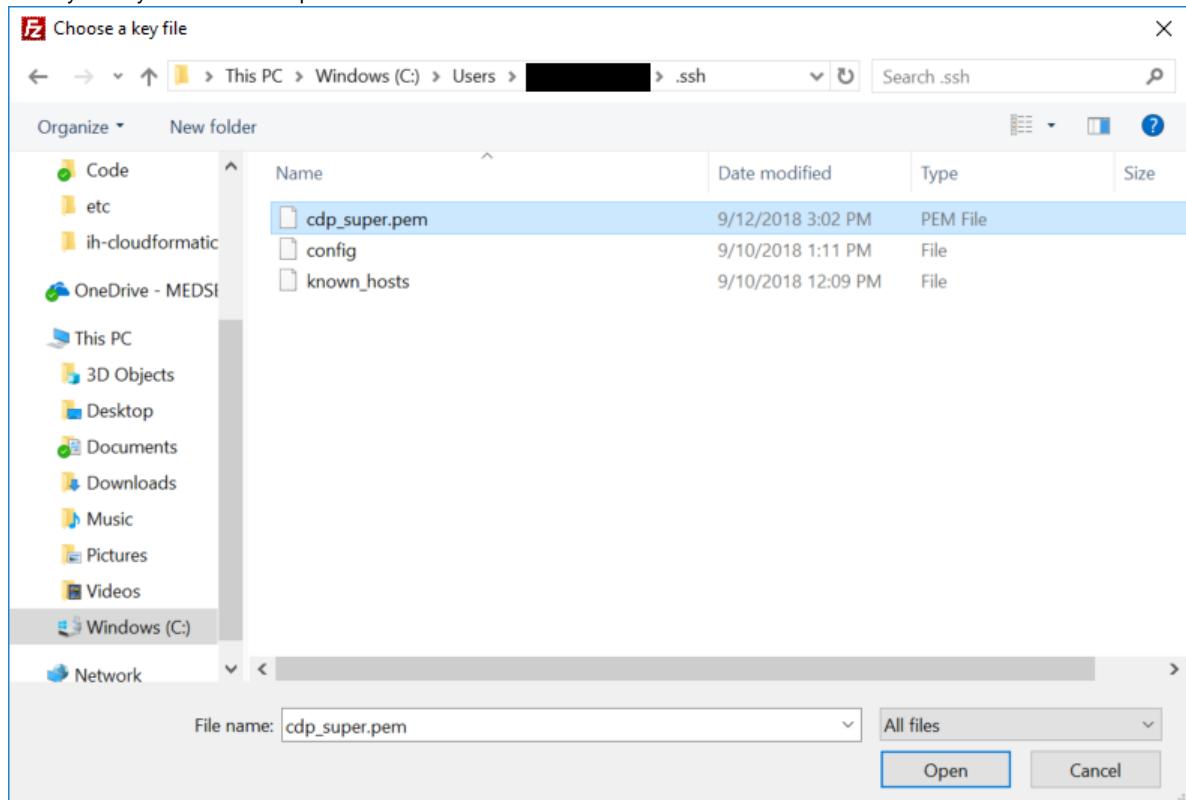 Choose a key file
This PC > Windows (C:) > Users > > .ssh
Search .ssh
Organize
New folder
Code
etc
ih-cloudformatic
OneDrive - MEDSE
This PC
3D Objects
Desktop
Documents
Downloads
Music
Pictures
Videos
Windows (C:)
Network
Name Date modified Type Size
cdp_super.pem 9/12/2018 3:02 PM PEM File
config 9/10/2018 1:11 PM File
known_hosts 9/10/2018 12:09 PM File
File name: cdp_super.pem
All files
Open
Cancel